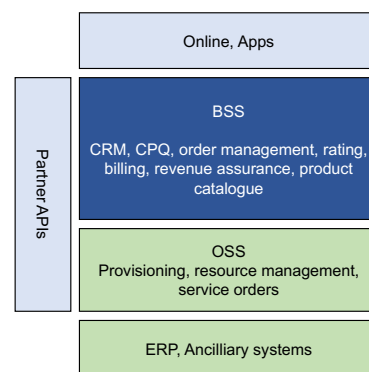 Online, Apps
Partner APIs
BSS
CRM, CPQ, order management, rating,
billing, revenue assurance, product
catalogue
OSS
Provisioning, resource management,
service orders
ERP, Ancilliary systems